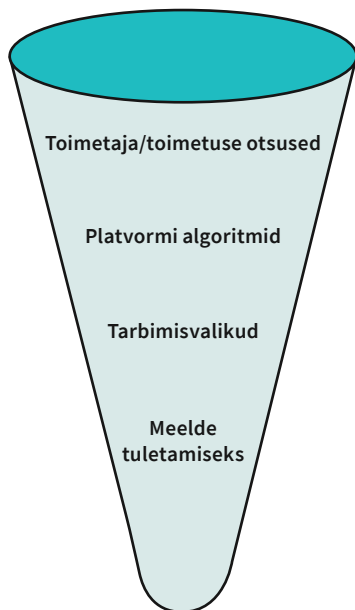 Toimetaja/toimetuse otsused
Platvormi algoritmid
Tarbimisvalikud
Meelde
tuletamiseks